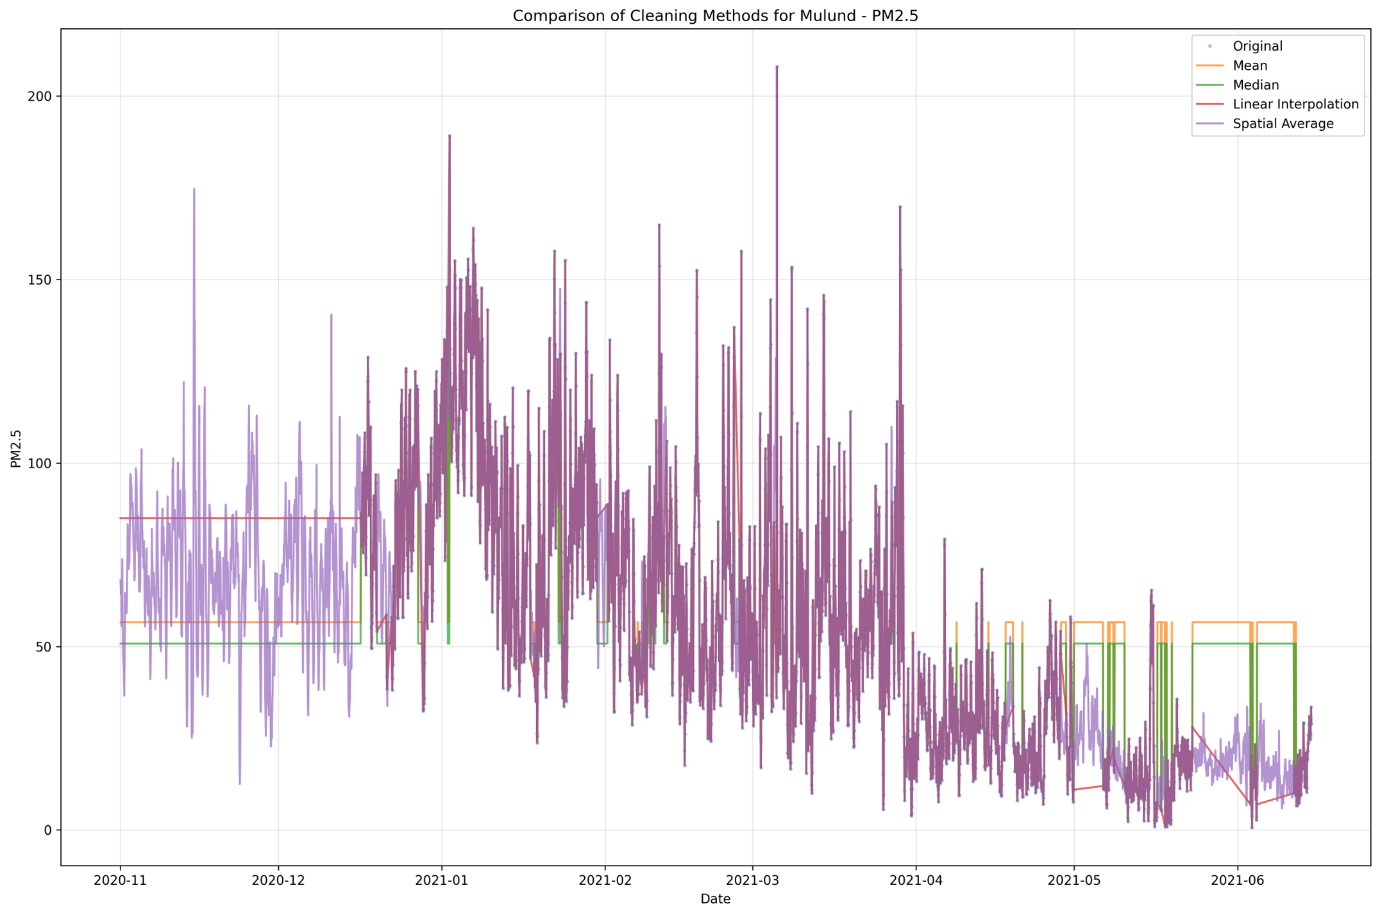 Comparison of Cleaning Methods for Mulund - PM2.5
Original
Mean
Median
Linear Interpolation
Spatial Average
PM2.5
200
150
100
50
0
2020-11
2020-12
2021-01
2021-02
2021-03
2021-04
2021-05
2021-06
Date